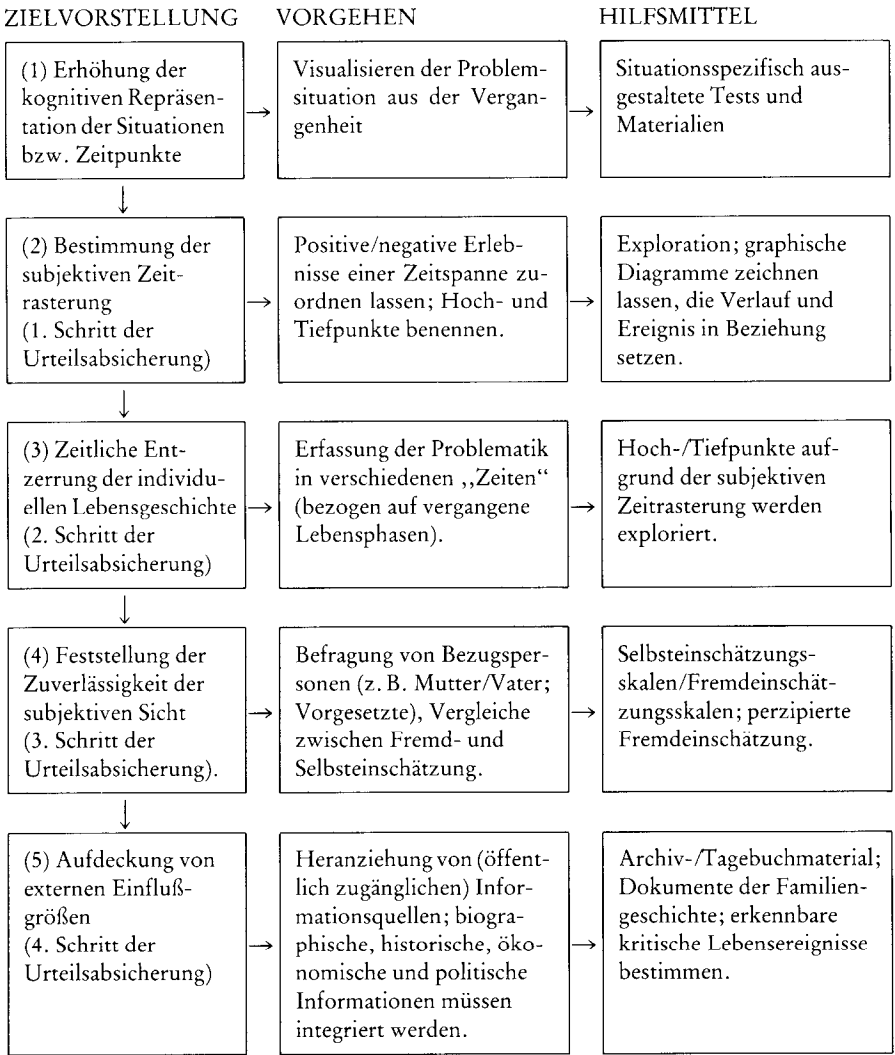 ZIELVORSTELLUNG VORGEHEN HILFSMITTEL
(1) Erhöhung der
kognitiven Repräsen-
tation der Situationen
bzw. Zeitpunkte
Visualisieren der Problem-
situation aus der Vergan-
genheit
Situationsspezifisch aus-
gestaltete Tests und
Materialien
(2) Bestimmung der
subjektiven Zeit-
rasterung
(1. Schritt der
Urteilsabsicherung)
Positive/negative Erleb-
nisse einer Zeitspanne zu-
ordnen lassen; Hoch- und
Tiefpunkte benennen.
Exploration; graphische
Diagramme zeichnen
lassen, die Verlauf und
Ereignis in Beziehung
setzen.
(3) Zeitliche Ent-
zerrung der individu-
ellen Lebensgeschichte
(2. Schritt der
Urteilsabsicherung)
Erfassung der Problematik
in verschiedenen ,,Zeiten“
(bezogen auf vergangene
Lebensphasen).
Hoch-/Tiefpunkte auf-
grund der subjektiven
Zeitrasterung werden
exploriert.
(4) Feststellung der
Zuverlässigkeit der
subjektiven Sicht
(3. Schritt der
Urteilsabsicherung).
Befragung von Bezugsper-
sonen (z. B. Mutter/Vater;
Vorgesetzte), Vergleiche
zwischen Fremd- und
Selbsteinschätzung.
Selbsteinschätzungs-
skalen/Fremdeinschät-
zungsskalen; perzipierte
Fremdeinschätzung.
(5) Aufdeckung von
externen Einfluß-
größen
(4. Schritt der
Urteilsabsicherung)
Heranziehung von (öffent-
lich zugänglichen) Infor-
mationsquellen; biogra-
phische, historische, öko-
nomische und politische
Informationen müssen
integriert werden.
Archiv-/Tagebuchmaterial;
Dokumente der Familien-
geschichte; erkennbare
kritische Lebensereignisse
bestimmen.